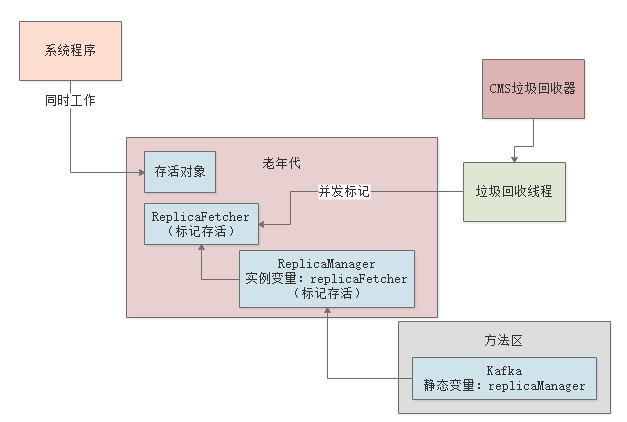 系统程序
同时工作
CMS垃圾回收器
老年代
存活对象
并发标记
垃圾回收线程
ReplicaFetcher
（标记存活）
ReplicaManager
实例变量：replicaFetcher
（标记存活）
方法区
Kafka
静态变量：replicaManager